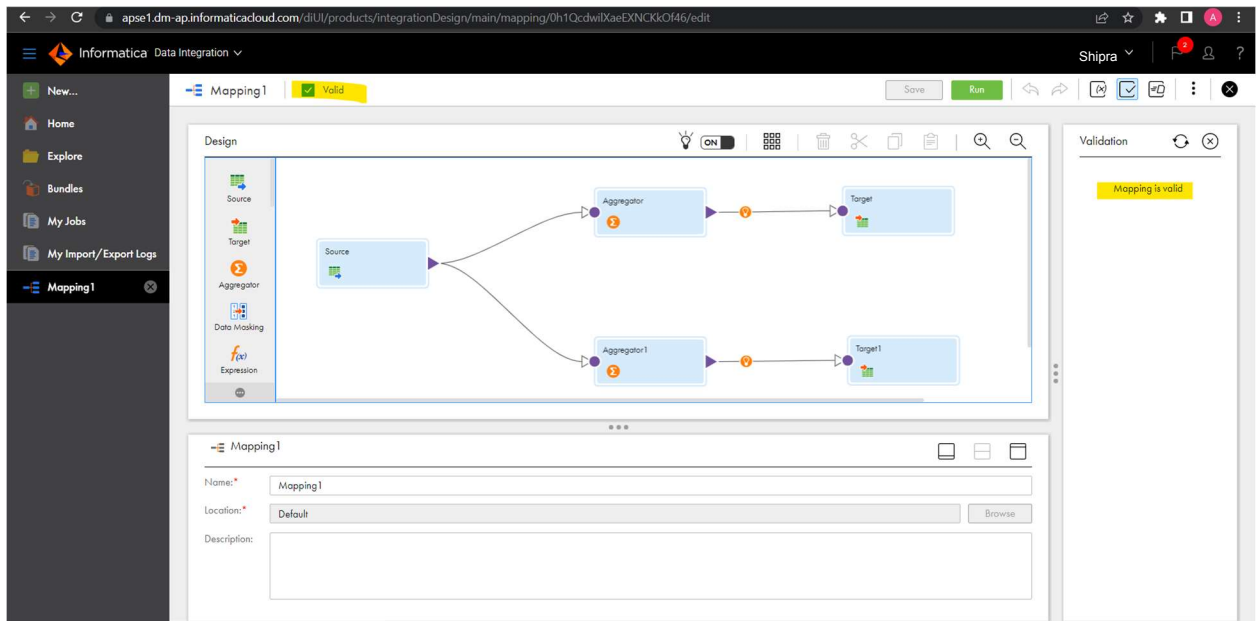 apse1.dm-ap.informaticacloud.com/diUI/products/integrationDesign/main/mapping/0h1QcdwilXaeEXNCKkOf46/edit
A
Informatica Data Integration
Shipra
2
?
New...
Home
Explore
Bundles
My Jobs
My Import/Export Logs
Mapping1
Mapping1
Valid
Save
Run
Design
ON
Source
Target
Aggregator
Data Masking
f(x)
Expression
Source
Aggregator
Target
Aggregator1
Target1
Validation
Mapping is valid
Mapping1
Name:*
Mapping1
Location:*
Default
Browse
Description: